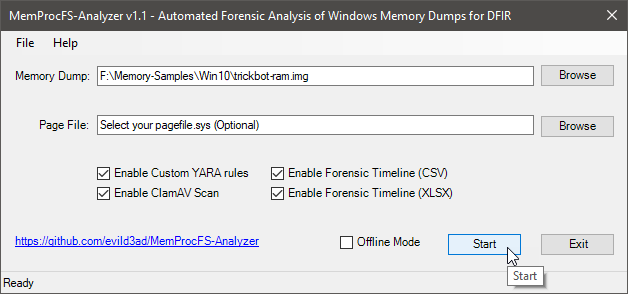 MemProcFS-Analyzer v1.1 - Automated Forensic Analysis of Windows Memory Dumps for DFIR
File Help
Memory Dump: F:\Memory-Samples\Win10\trickbot-ram.img Browse
Page File: Select your pagefile.sys (Optional) Browse
Enable Custom YARA rules Enable Forensic Timeline (CSV)
Enable ClamAV Scan Enable Forensic Timeline (XLSX)
https://github.com/evild3ad/MemProcFS-Analyzer Offline Mode Start Exit
Start
Ready